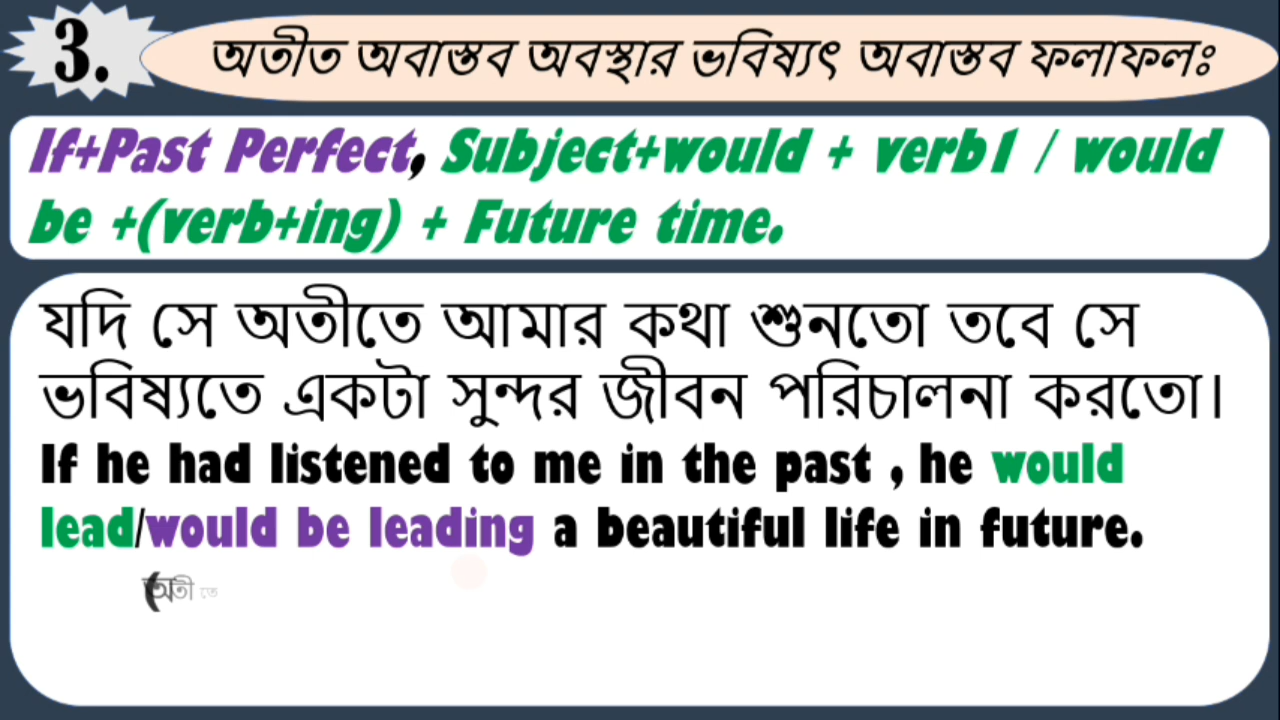 3. অতীত অবাস্তব অবস্থার ভবিষ্যৎ অবাস্তব ফলাফলঃ
If+Past Perfect, Subject+would + verb1 / would
be +(verb+ing) + Future time.
যদি সে অতীতে আমার কথা শুনতো তবে সে
ভবিষ্যতে একটা সুন্দর জীবন পরিচালনা করতো।
If he had listened to me in the past , he would
lead/would be leading a beautiful life in future.
(অতীতে